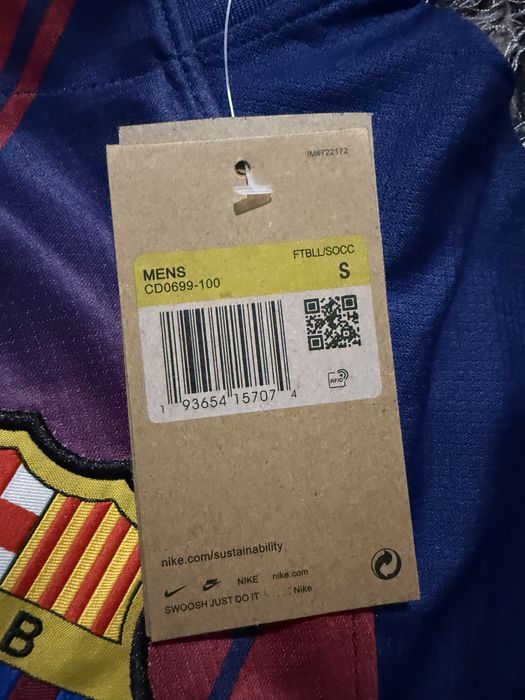 IM#722172
FTBLL/SOCC
MENS
S
CD0699-100
RFID
1 93654 15707 4
nike.com/sustainability
NIKE nike.com
SWOOSH JUST DO IT Nike
B